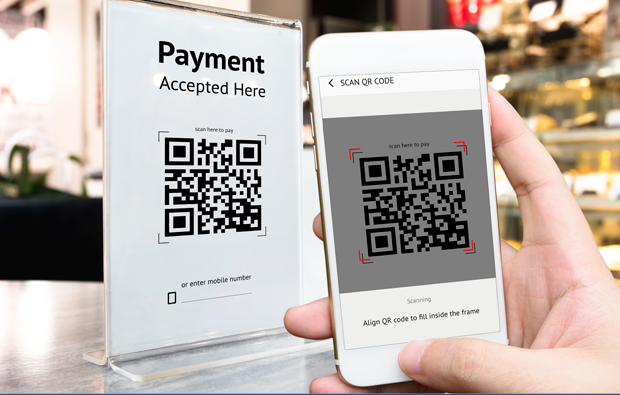 Payment
Accepted Here
scan here to pay
or enter mobile number
SCAN QR CODE
scan here to pay
Scanning
Align QR code to fill inside the frame